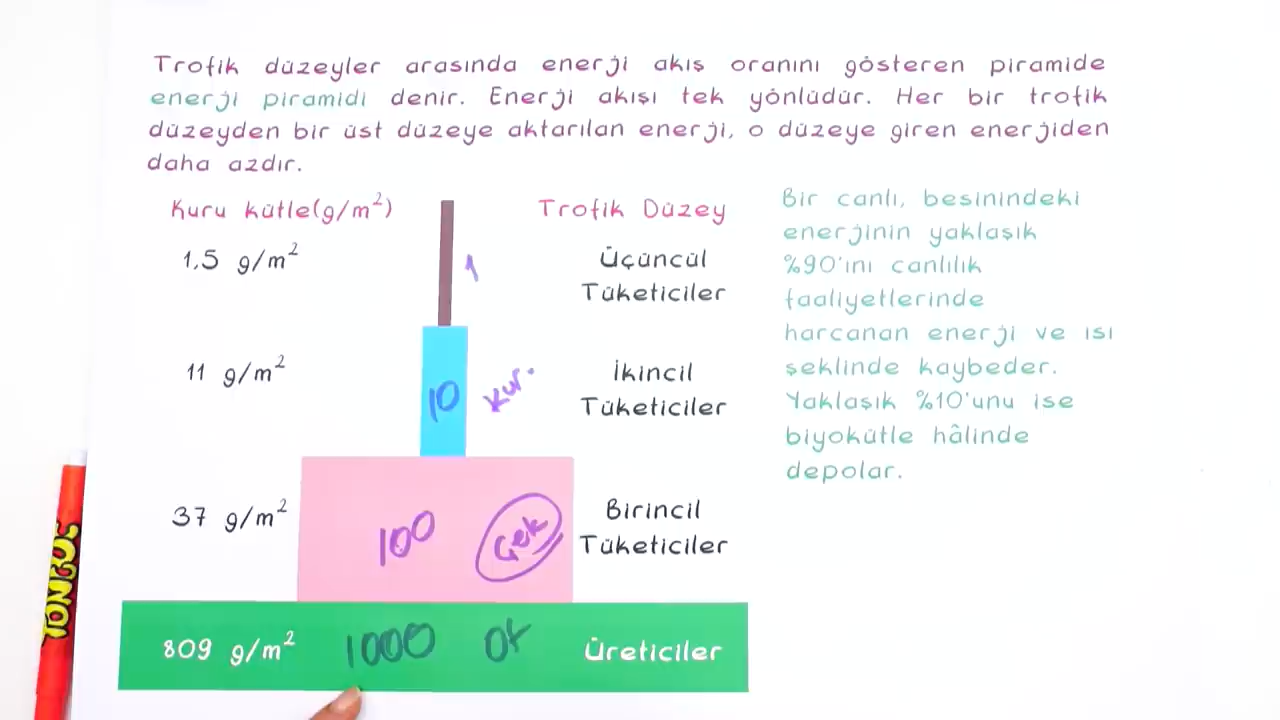 Trofik düzeyler arasında enerji akış oranını gösteren piramide
enerji piramidi denir. Enerji akışı tek yönlüdür. Her bir trofik
düzeyden bir üst düzeye aktarılan enerji, o düzeye giren enerjiden
daha azdır.
Kuru kütle(g/m²)
Trofik Düzey
1,5 g/m²
1
Üçüncül
Tüketiciler
11 g/m²
10
Kur.
İkincil
Tüketiciler
37 g/m²
100
Çek
Birincil
Tüketiciler
809 g/m²
1000
Ot
Üreticiler
Bir canlı, besinindeki
enerjinin yaklaşık
%90'ını canlılık
faaliyetlerinde
harcanan enerji ve ısı
şeklinde kaybeder.
Yaklaşık %10'unu ise
biyokütle hâlinde
depolar.
TOMBUL